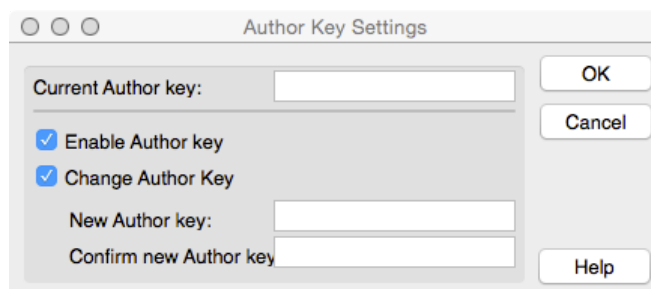 Author Key Settings
Current Author key:
OK
Cancel
Enable Author key
Change Author Key
New Author key:
Confirm new Author key
Help